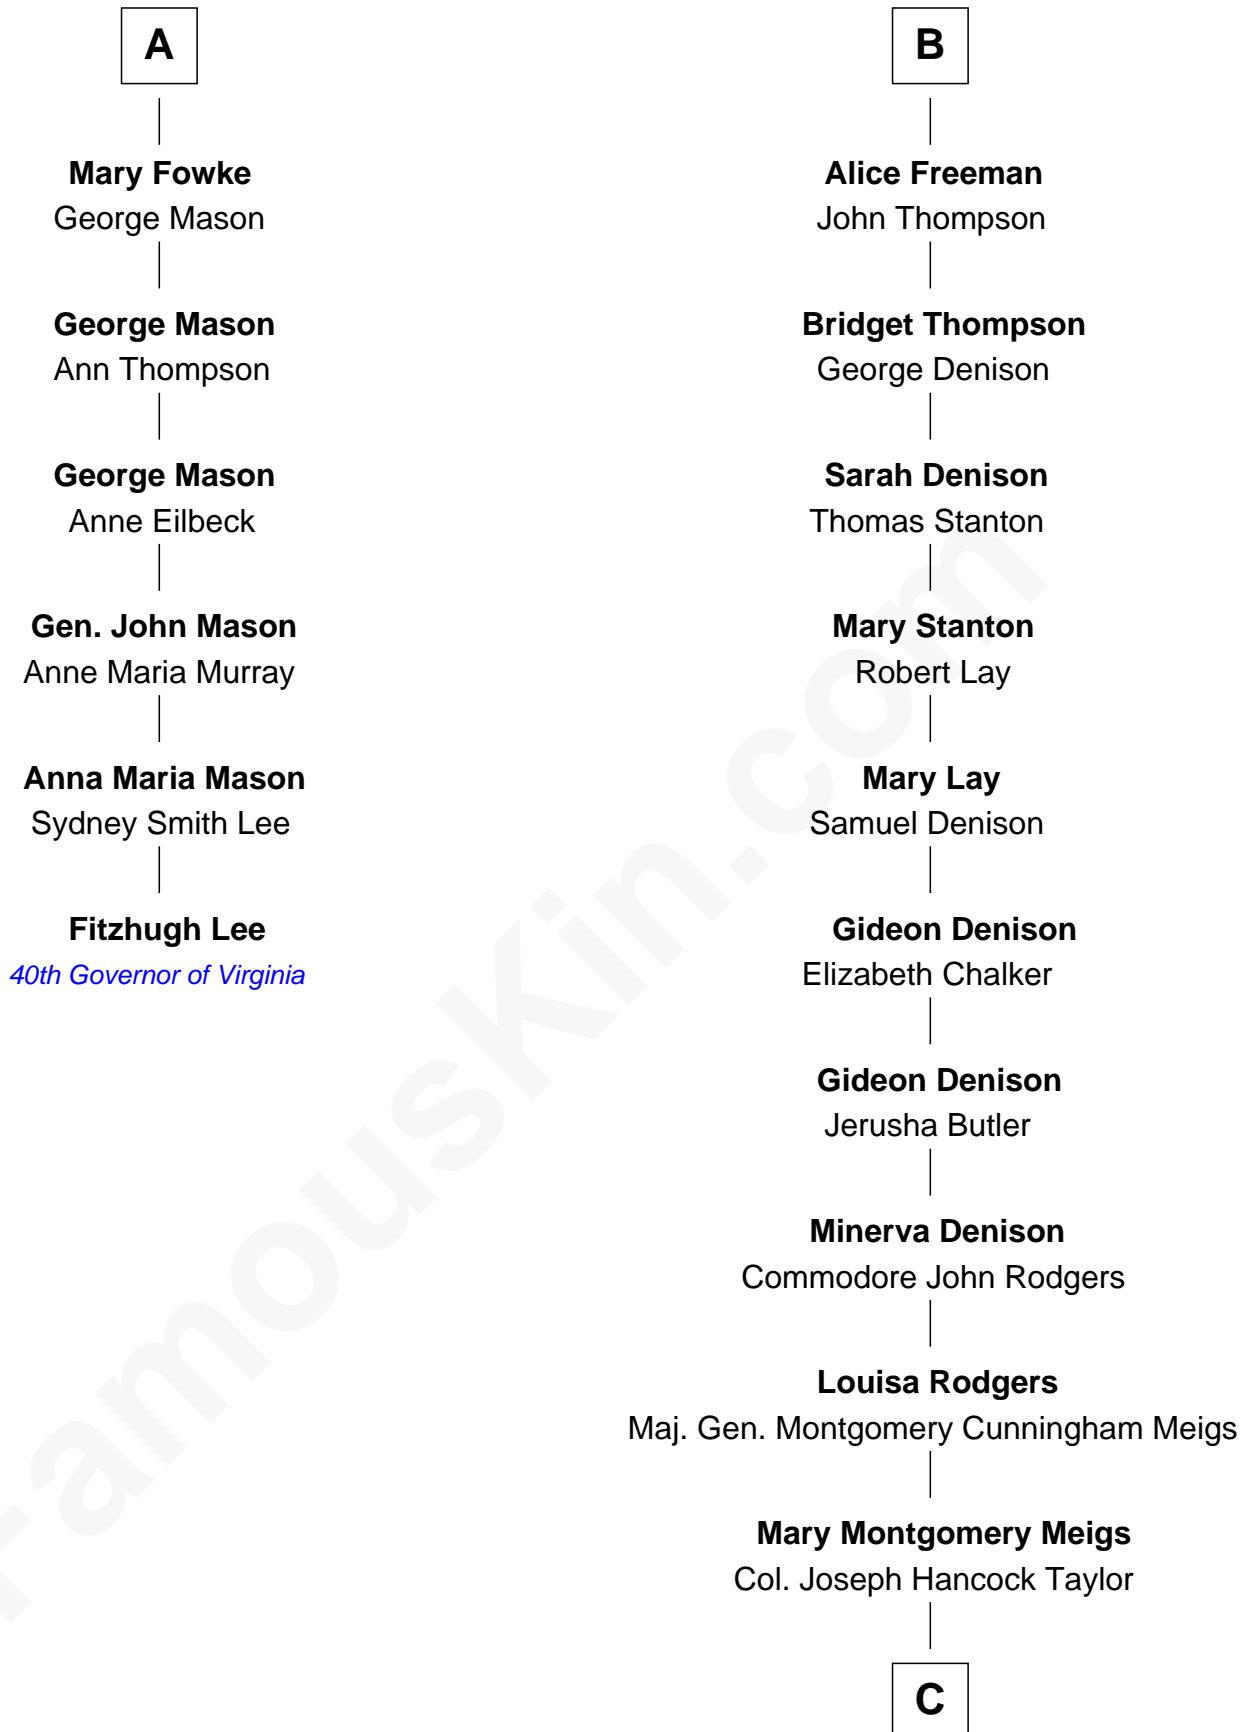 A
Mary Fowke
George Mason
George Mason
Ann Thompson
George Mason
Anne Eilbeck
Gen. John Mason
Anne Maria Murray
Anna Maria Mason
Sydney Smith Lee
Fitzhugh Lee
40th Governor of Virginia
B
Alice Freeman
John Thompson
Bridget Thompson
George Denison
Sarah Denison
Thomas Stanton
Mary Stanton
Robert Lay
Mary Lay
Samuel Denison
Gideon Denison
Elizabeth Chalker
Gideon Denison
Jerusha Butler
Minerva Denison
Commodore John Rodgers
Louisa Rodgers
Maj. Gen. Montgomery Cunningham Meigs
Mary Montgomery Meigs
Col. Joseph Hancock Taylor
C
FamousKin.com